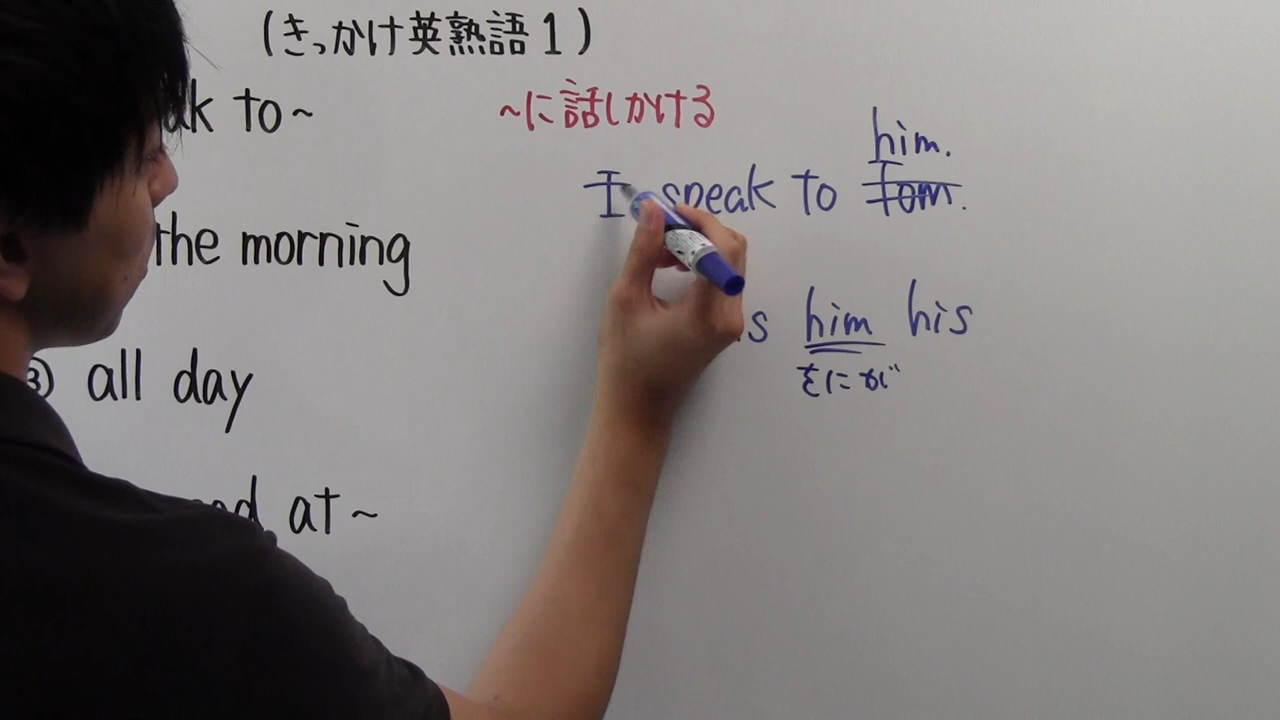 (きっかけ英熟語1)
ak to~ ~に話しかける
him.
I speak to Tom.
the morning
s him his
をにが
③ all day
at~